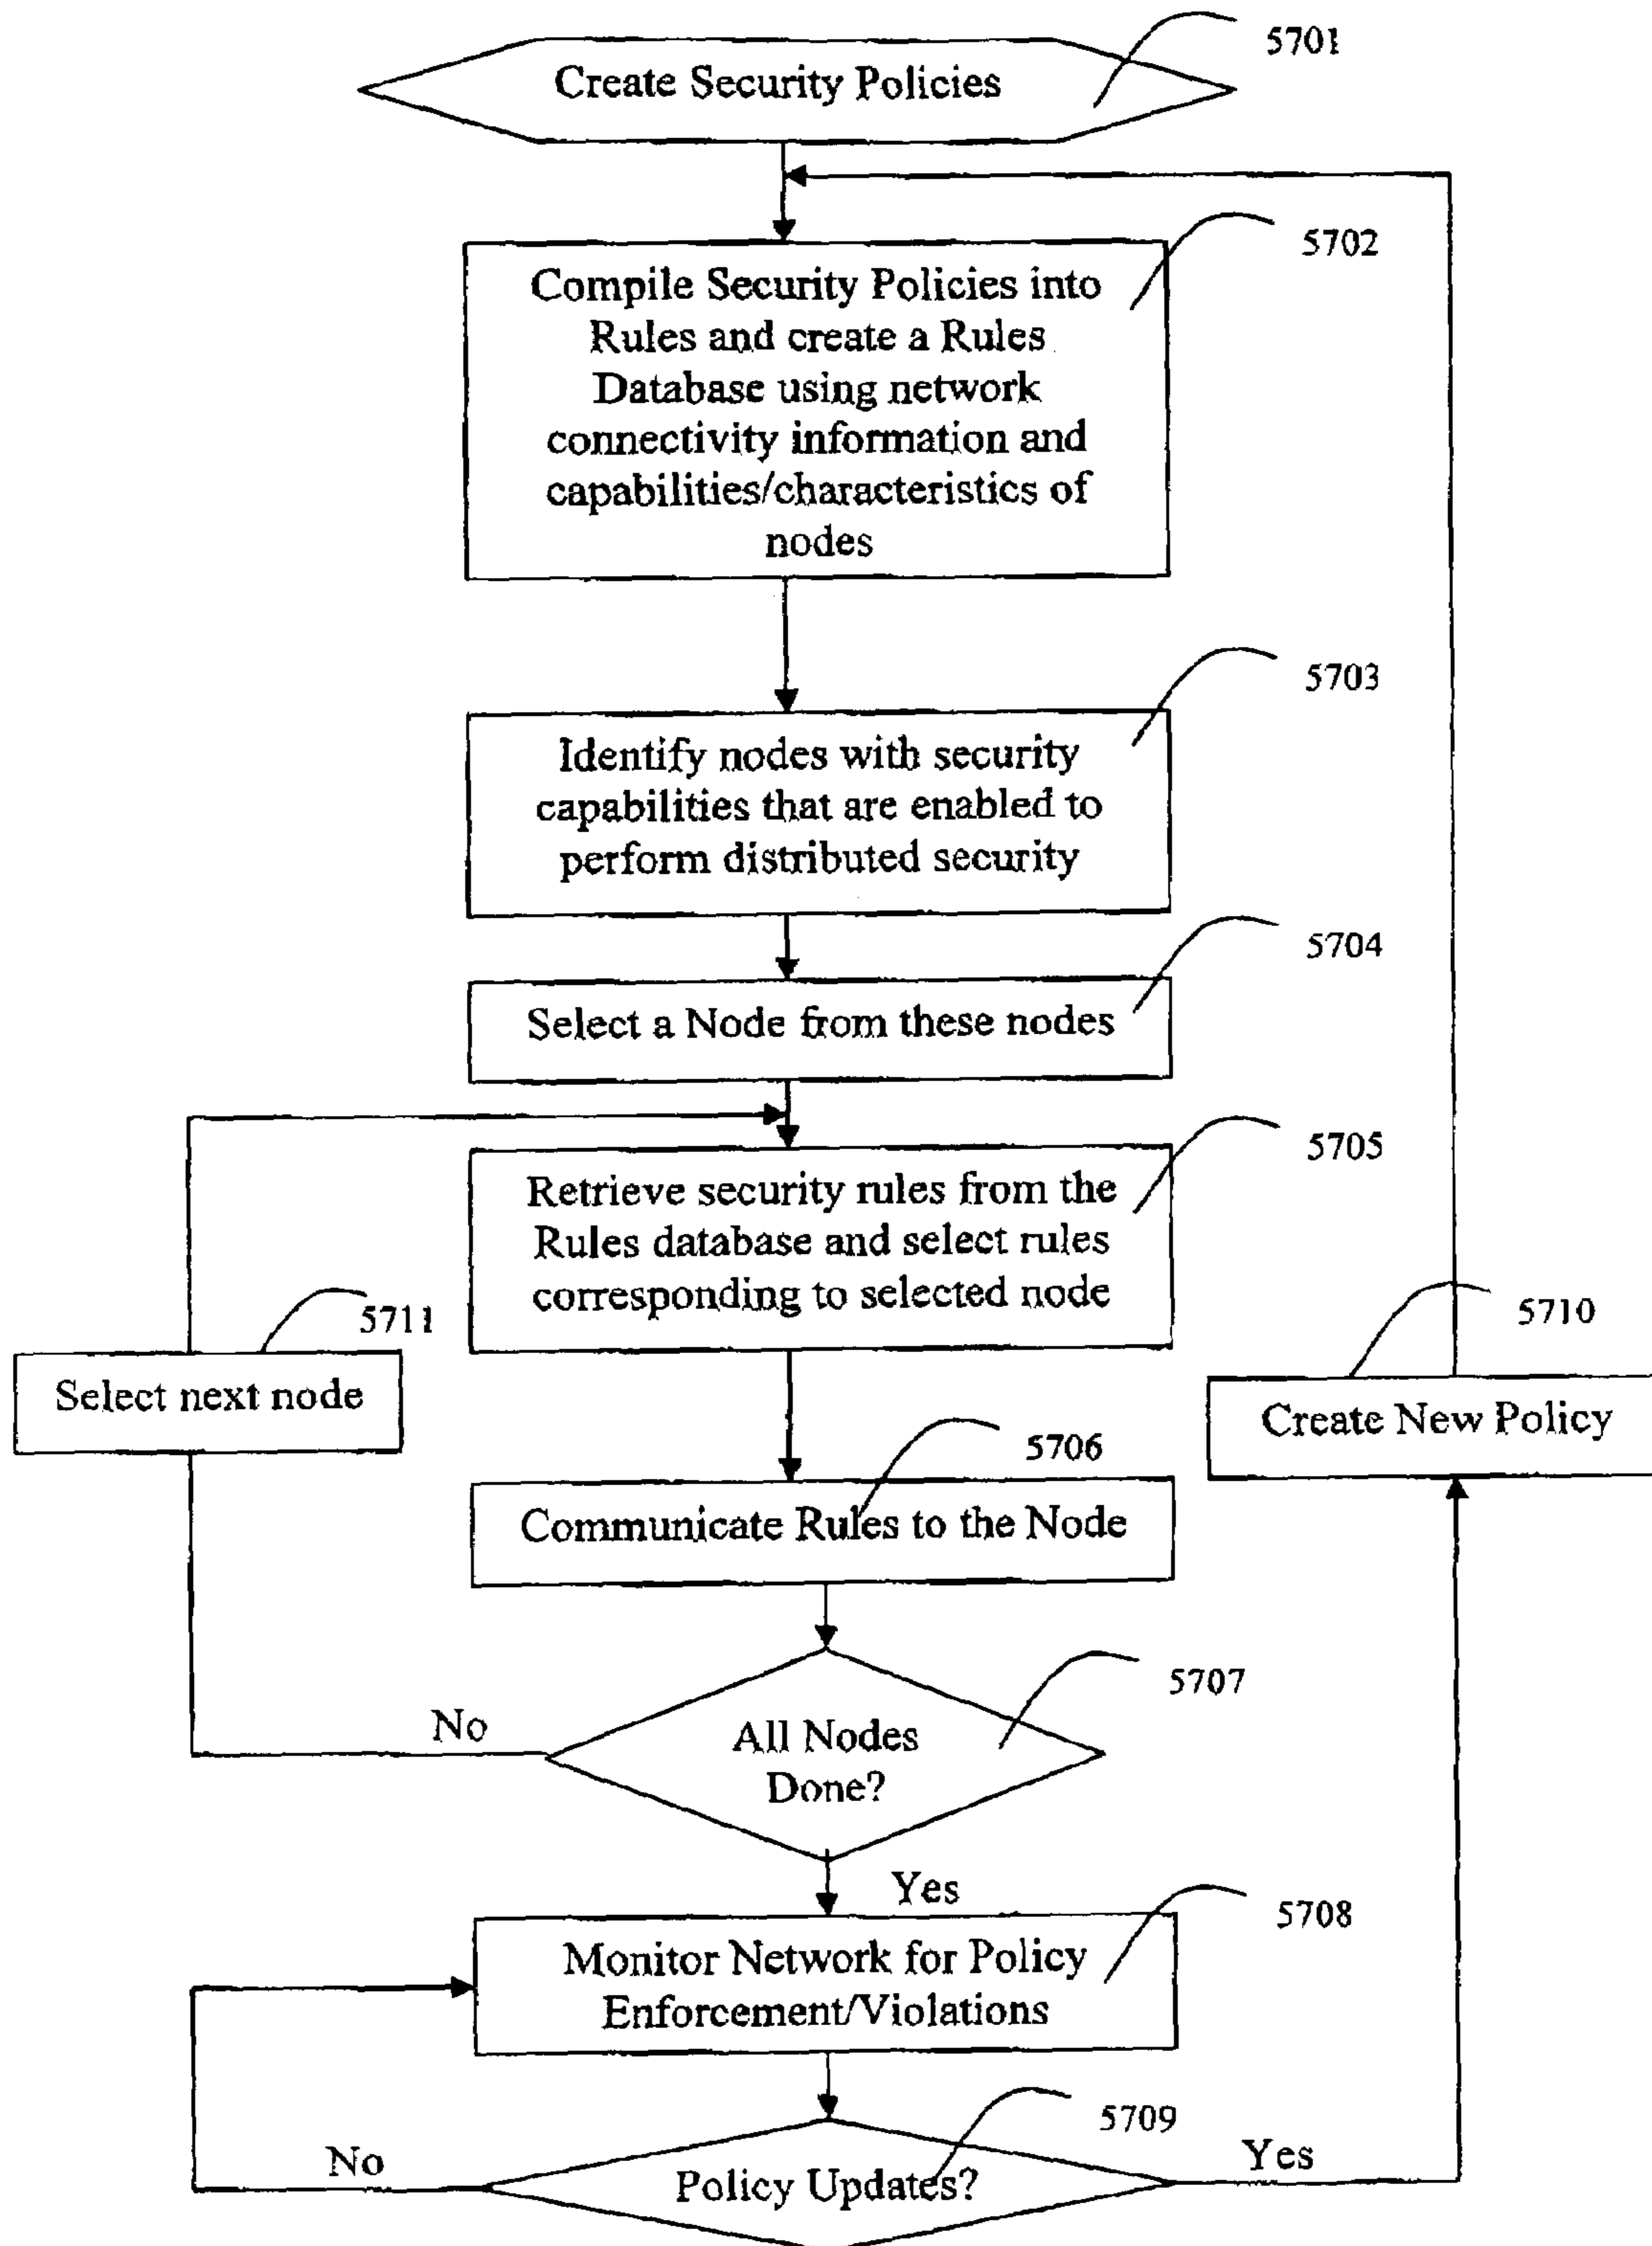 5701
Create Security Policies
5702
Compile Security Policies into
Rules and create a Rules
Database using network
connectivity information and
capabilities/characteristics of
nodes
5703
Identify nodes with security
capabilities that are enabled to
perform distributed security
5704
Select a Node from these nodes
5705
Retrieve security rules from the
Rules database and select rules
corresponding to selected node
5711
Select next node
5710
Create New Policy
5706
Communicate Rules to the Node
5707
No
All Nodes
Done?
Yes
5708
Monitor Network for Policy
Enforcement/Violations
5709
No
Policy Updates?
Yes